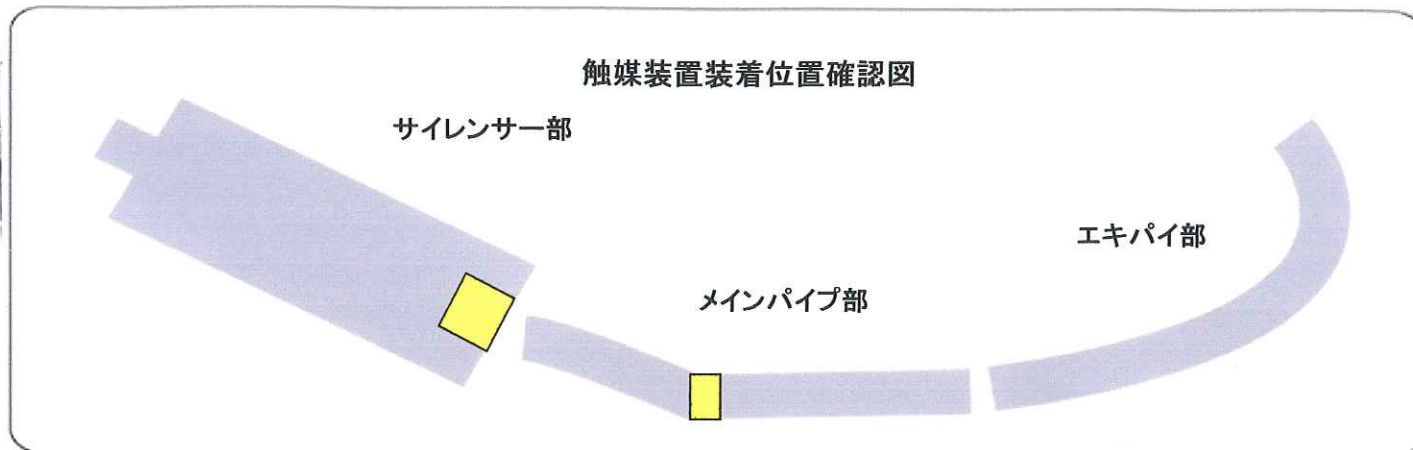 触媒装置装着位置確認図
サイレンサー部
エキパイ部
メインパイプ部